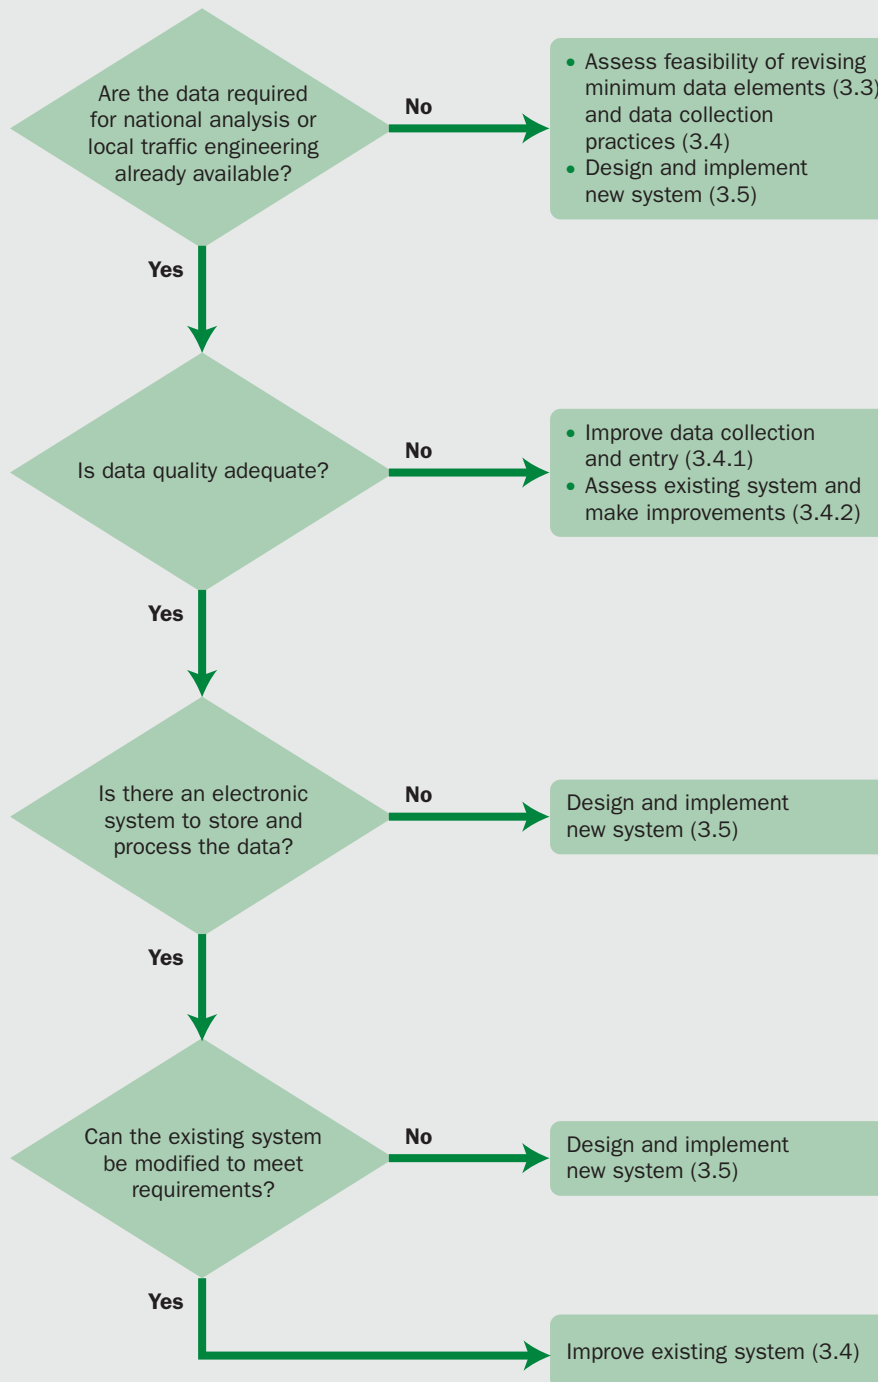 Are the data required
for national analysis or
local traffic engineering
already available?
No
• Assess feasibility of revising
minimum data elements (3.3)
and data collection
practices (3.4)
• Design and implement
new system (3.5)
Yes
Is data quality adequate?
No
• Improve data collection
and entry (3.4.1)
• Assess existing system and
make improvements (3.4.2)
Yes
Is there an electronic
system to store and
process the data?
No
Design and implement
new system (3.5)
Yes
Can the existing system
be modified to meet
requirements?
No
Design and implement
new system (3.5)
Yes
Improve existing system (3.4)